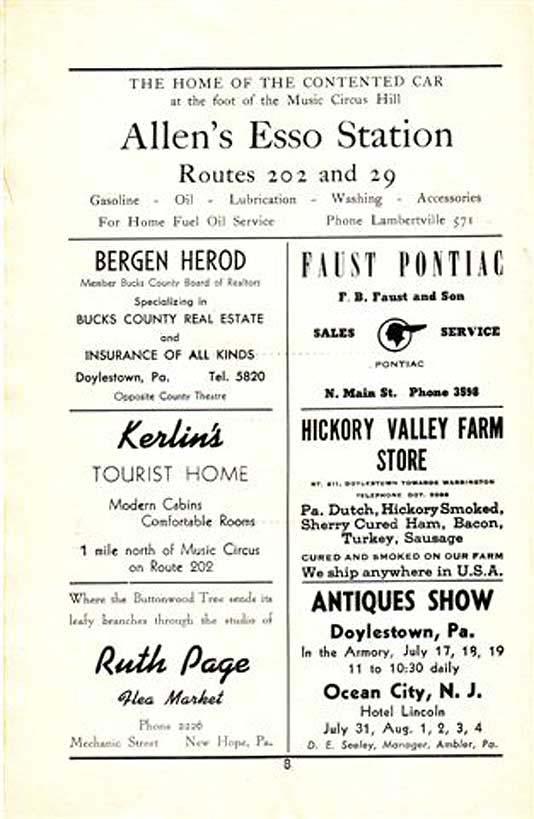 THE HOME OF THE CONTENTED CAR
at the foot of the Music Circus Hill
Allen's Esso Station
Routes 202 and 29
Gasoline - Oil - Lubrication - Washing - Accessories
For Home Fuel Oil Service Phone Lambertville 571
BERGEN HEROD
Member Bucks County Board of Realtors
Specializing in
BUCKS COUNTY REAL ESTATE
and
INSURANCE OF ALL KINDS
Doylestown, Pa. Tel. 5820
Opposite County Theatre
Kerlin's
TOURIST HOME
Modern Cabins
Comfortable Rooms
1 mile north of Music Circus
on Route 202
Where the Buttonwood Tree sends its
leafy branches through the studio of
Ruth Page
Flea Market
Phone 2226
Mechanic Street New Hope, Pa.
FAUST PONTIAC
F. B. Faust and Son
SALES SERVICE
PONTIAC
N. Main St. Phone 3598
HICKORY VALLEY FARM
STORE
RT. 611, DOYLESTOWN TOWARDS WARRINGTON
TELEPHONE DOY.
Pa. Dutch, Hickory Smoked,
Sherry Cured Ham, Bacon,
Turkey, Sausage
CURED AND SMOKED ON OUR FARM
We ship anywhere in U.S.A.
ANTIQUES SHOW
Doylestown, Pa.
In the Armory, July 17, 18, 19
11 to 10:30 daily
Ocean City, N. J.
Hotel Lincoln
July 31, Aug. 1, 2, 3, 4
D. E. Seeley, Manager, Ambler, Pa.
8